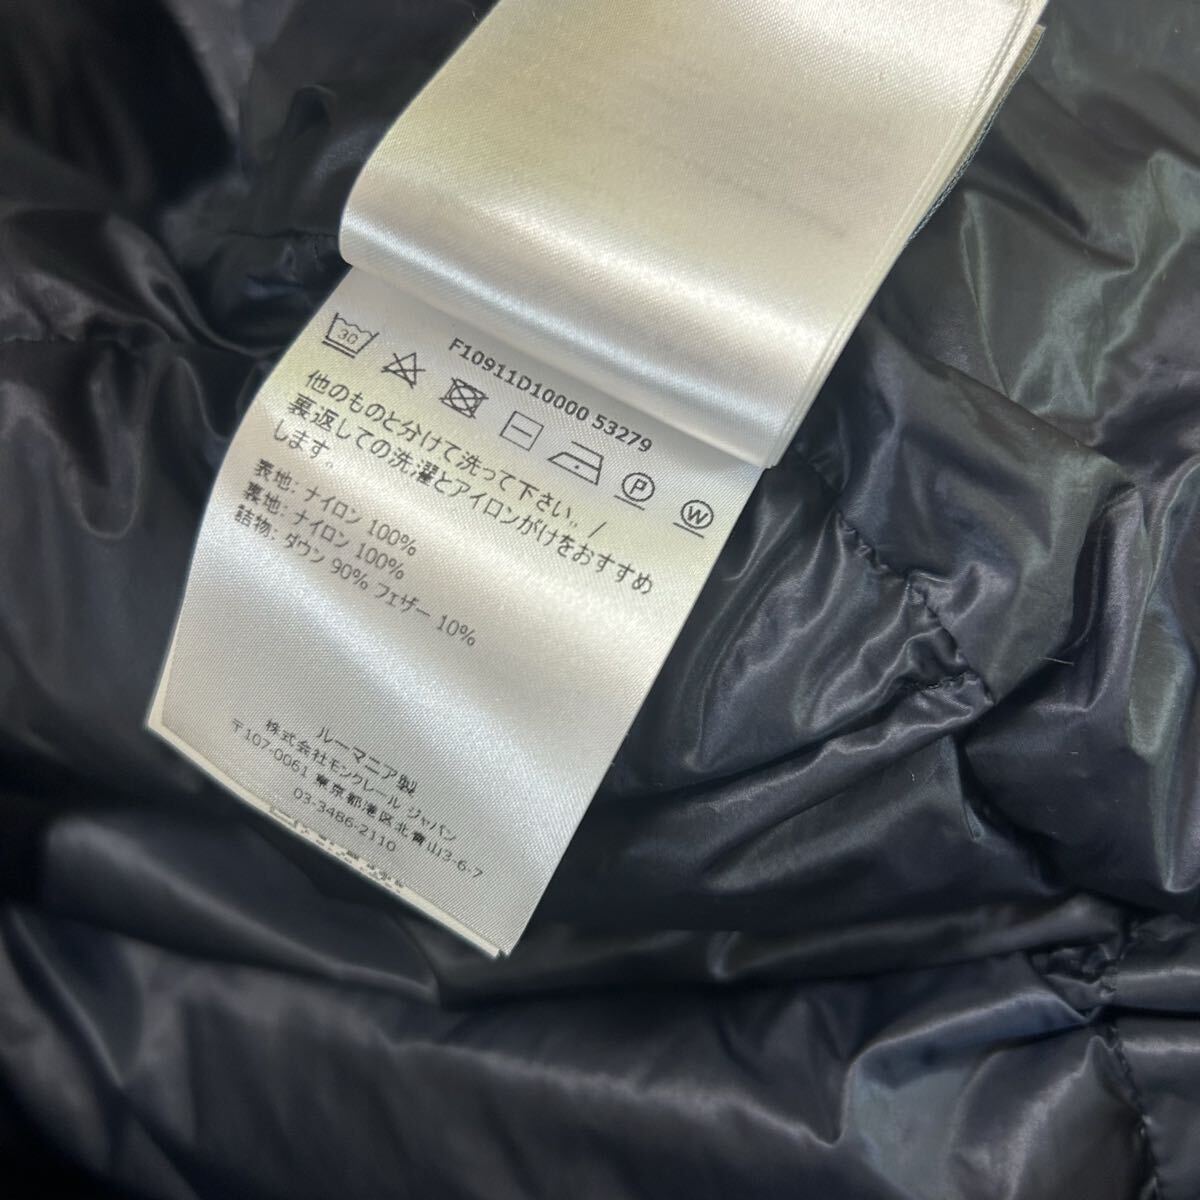 F10911D10000 53279
30
P W
他のものと分けて洗って下さい。/
裏返しての洗濯とアイロンがけをおすすめ
します。
表地: ナイロン 100%
裏地: ナイロン 100%
詰物: ダウン 90% フェザー 10%
ルーマニア製
株式会社モンクレール ジャパン
〒107-0061 東京都港区北青山3-6-7
03-3486-2110